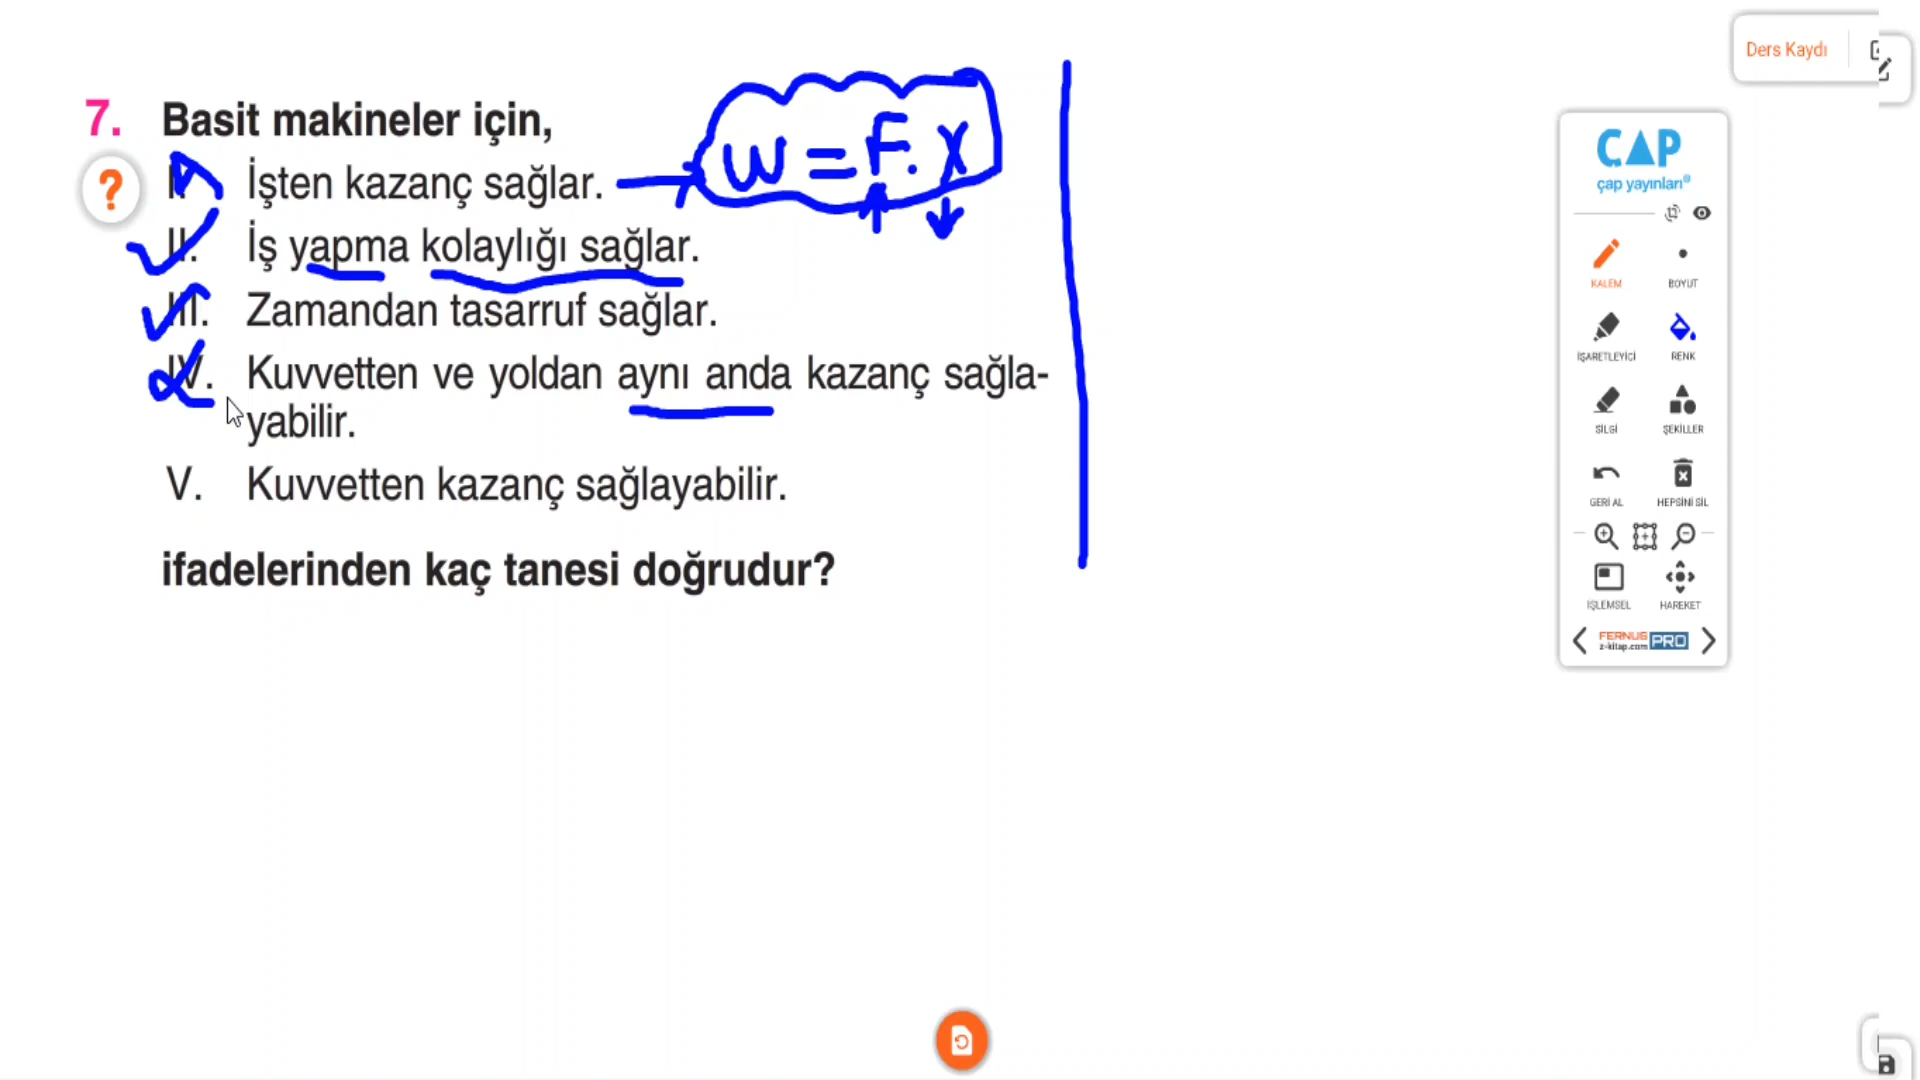 Ders Kaydı
7. Basit makineler için,
W = F. X
I. İşten kazanç sağlar.
II. İş yapma kolaylığı sağlar.
III. Zamandan tasarruf sağlar.
IV. Kuvvetten ve yoldan aynı anda kazanç sağla-
yabilir.
V. Kuvvetten kazanç sağlayabilir.
ifadelerinden kaç tanesi doğrudur?
?
ÇAP
çap yayınları®
KALEM BOYUT
İŞARETLEYİCİ RENK
SİLGİ ŞEKİLLER
GERİ AL HEPSİNİ SİL
İŞLEMSEL HAREKET
FERNUS PRO
z-kitap.com